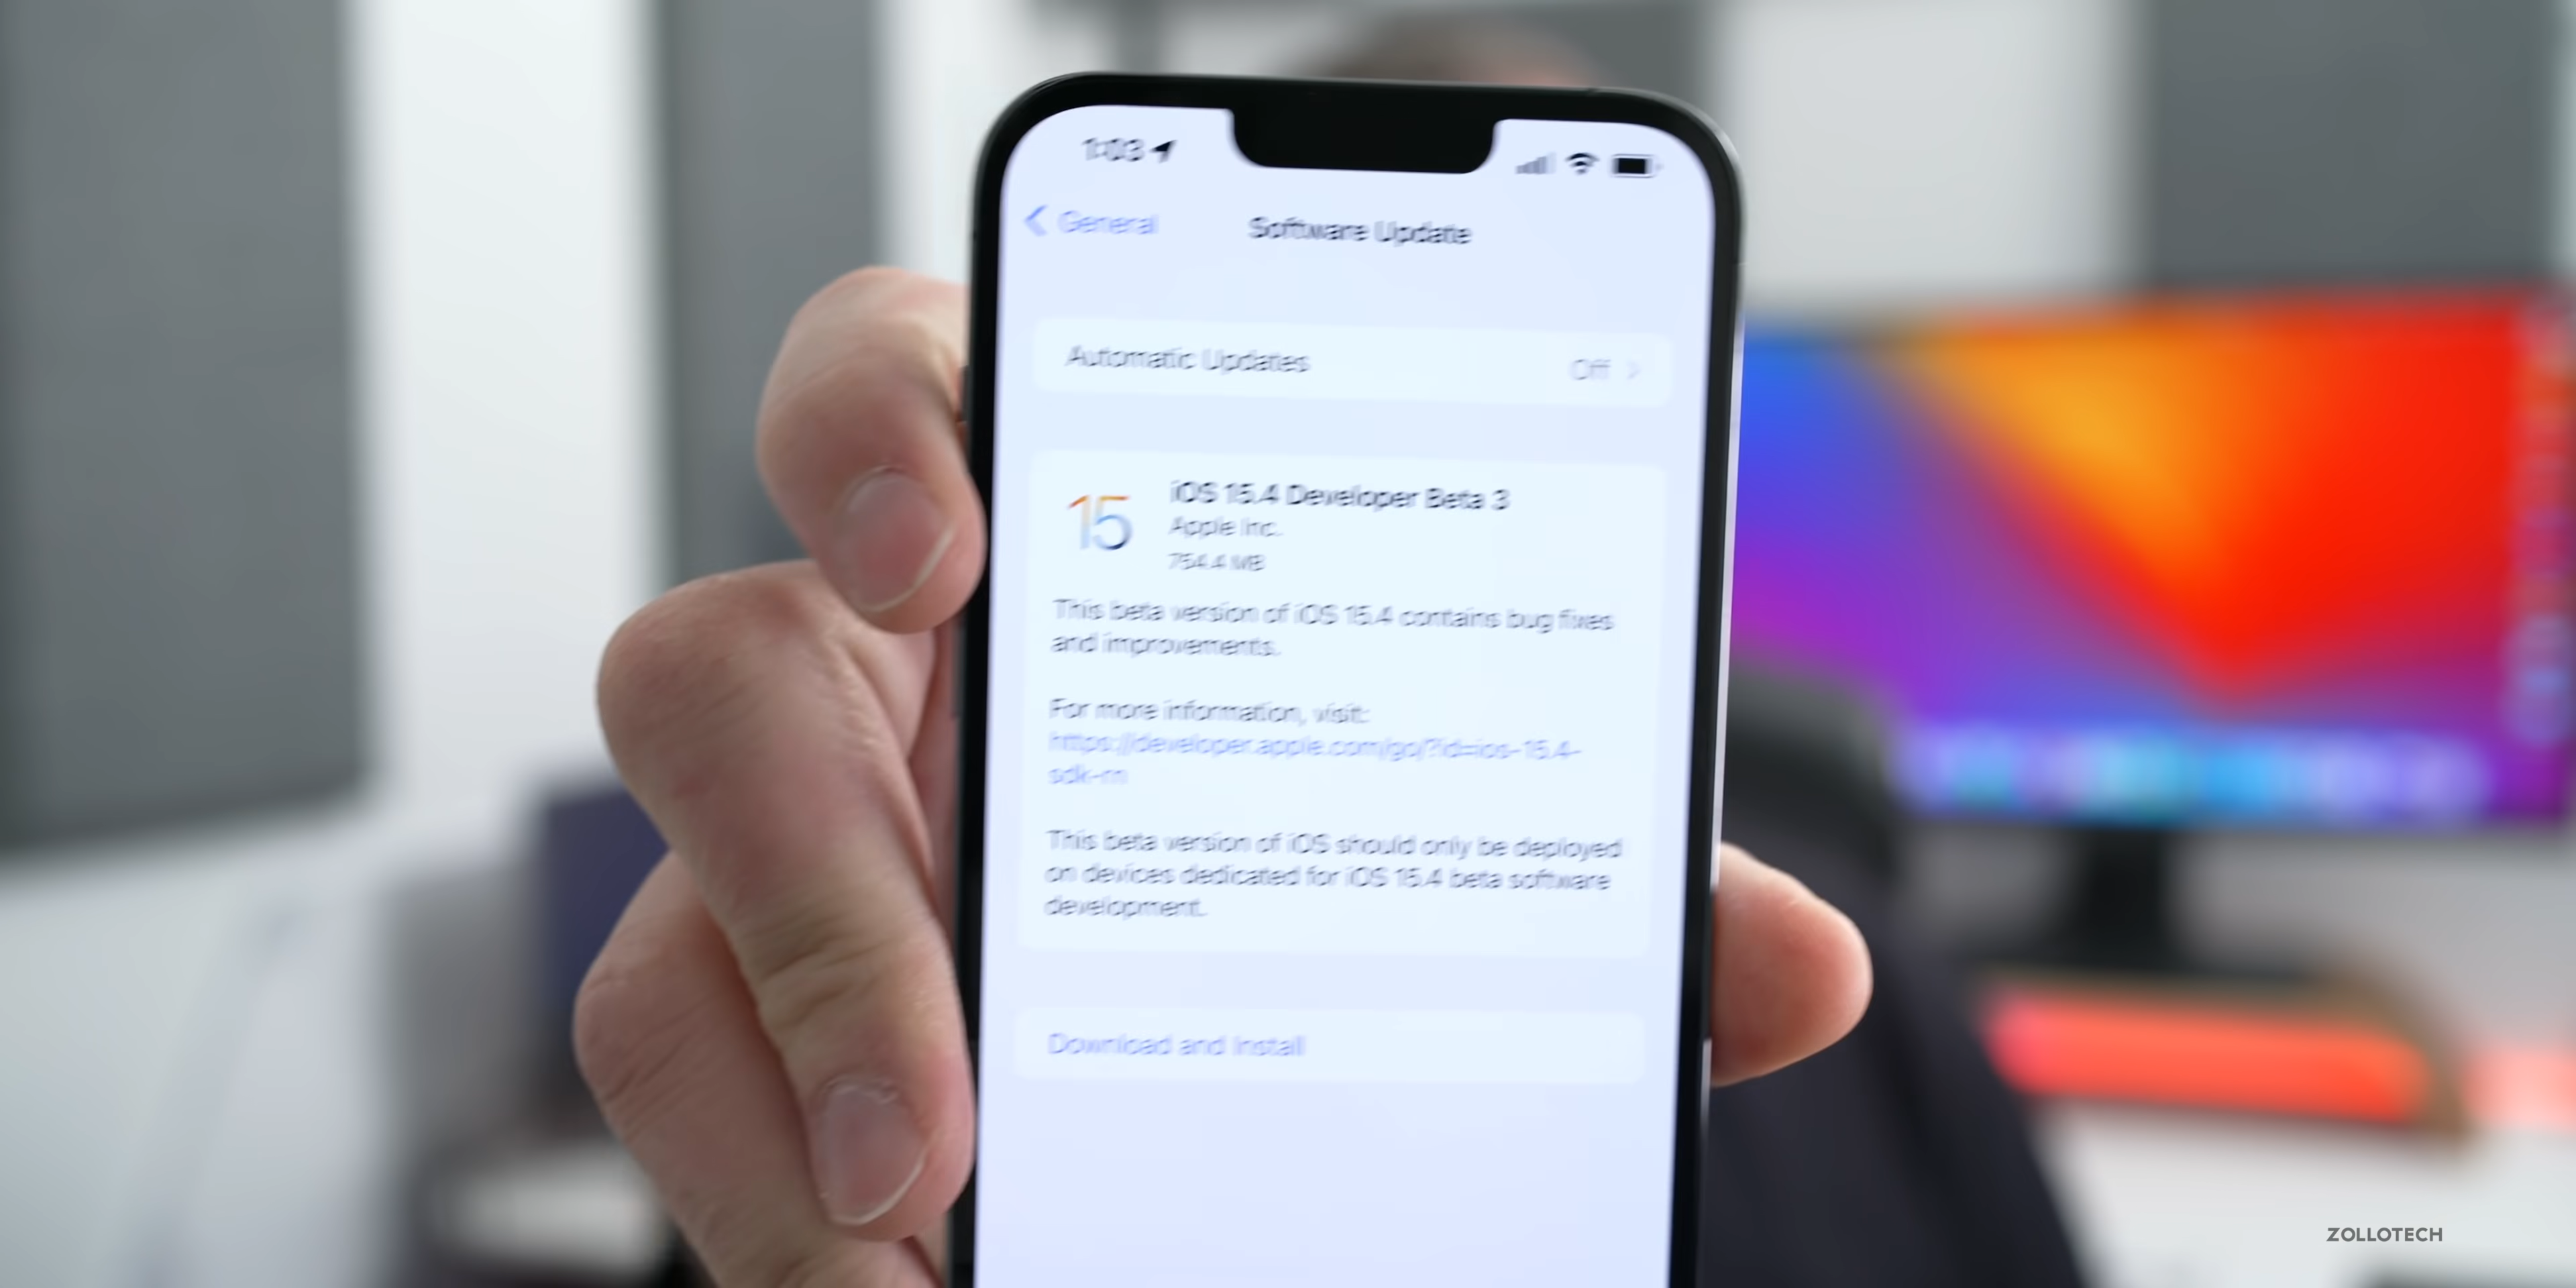 1:03
General
Software Update
Automatic Updates
Off
15
iOS 15.4 Developer Beta 3
Apple Inc.
754.4 MB
This beta version of iOS 15.4 contains bug fixes
and improvements.
For more information, visit:
https://developer.apple.com/go/?id=ios-15.4-
sdk-rn
This beta version of iOS should only be deployed
on devices dedicated for iOS 15.4 beta software
development.
Download and Install
ZOLLOTECH